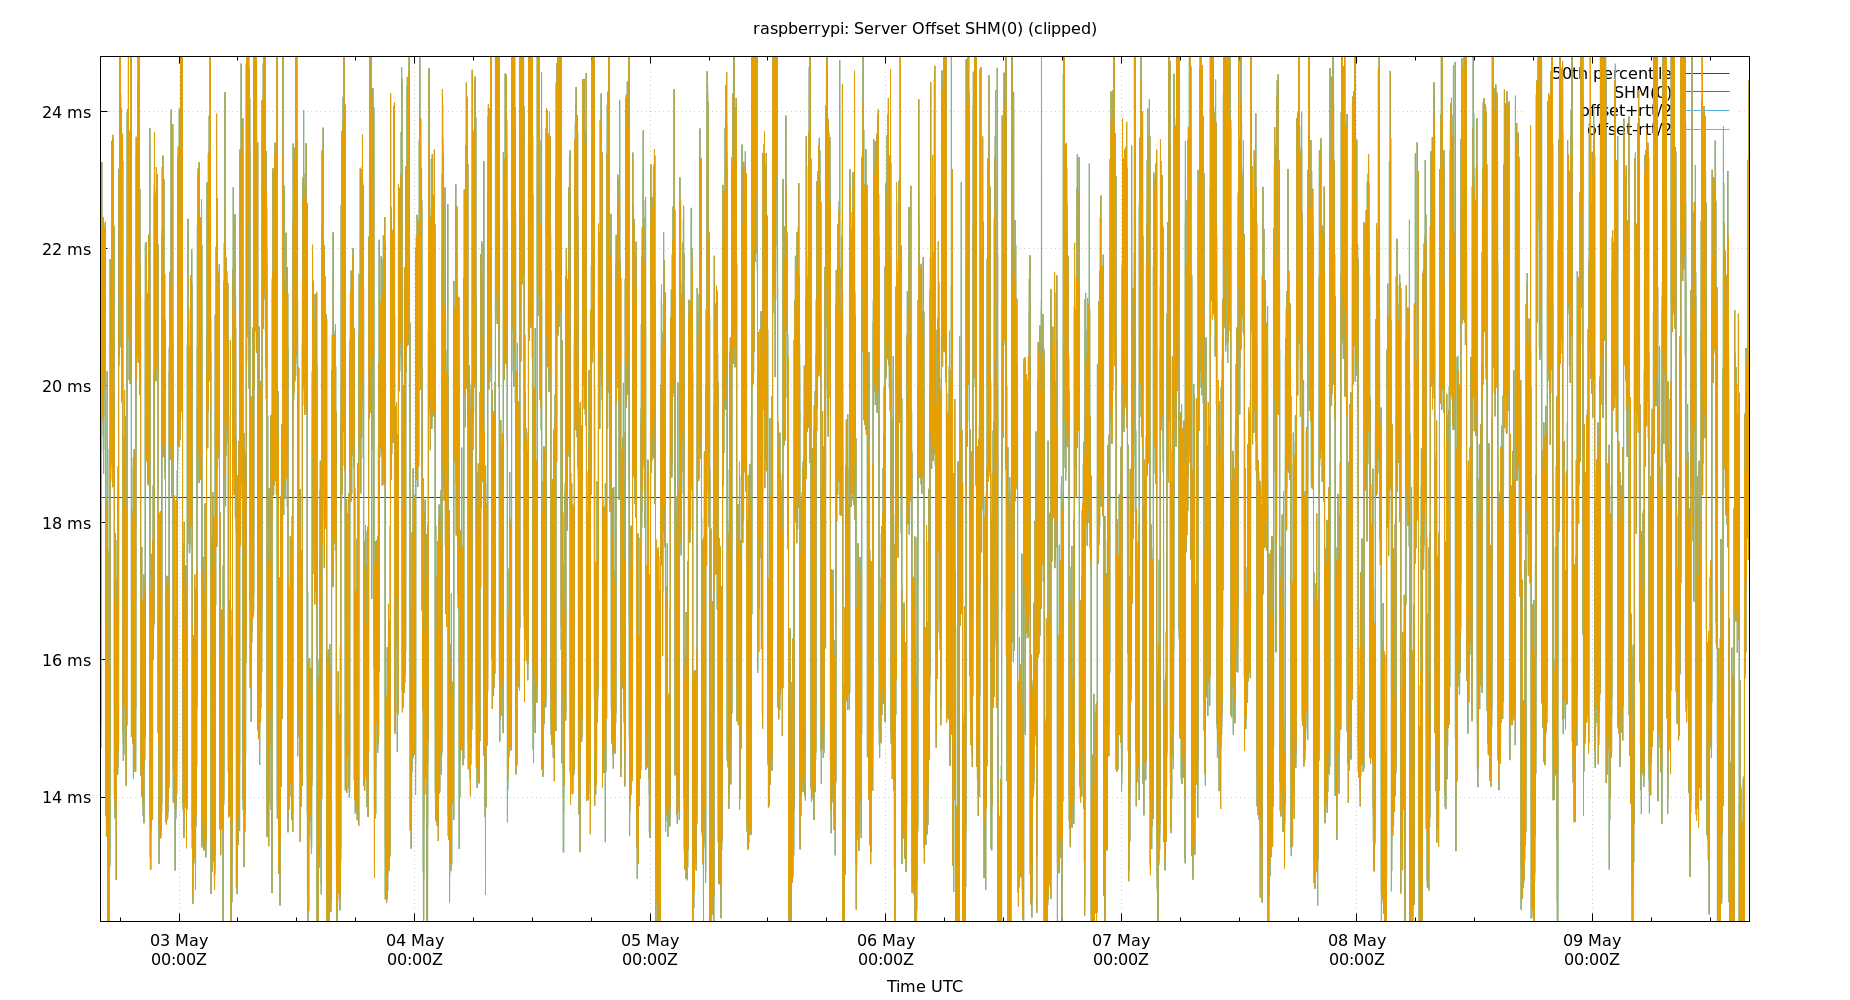 raspberrypi: Server Offset SHM(0) (clipped)
50th percentile
SHM(0)
offset+rtt/2
offset-rtt/2
24 ms
22 ms
20 ms
18 ms
16 ms
14 ms
03 May
00:00Z
04 May
00:00Z
05 May
00:00Z
06 May
00:00Z
07 May
00:00Z
08 May
00:00Z
09 May
00:00Z
Time UTC